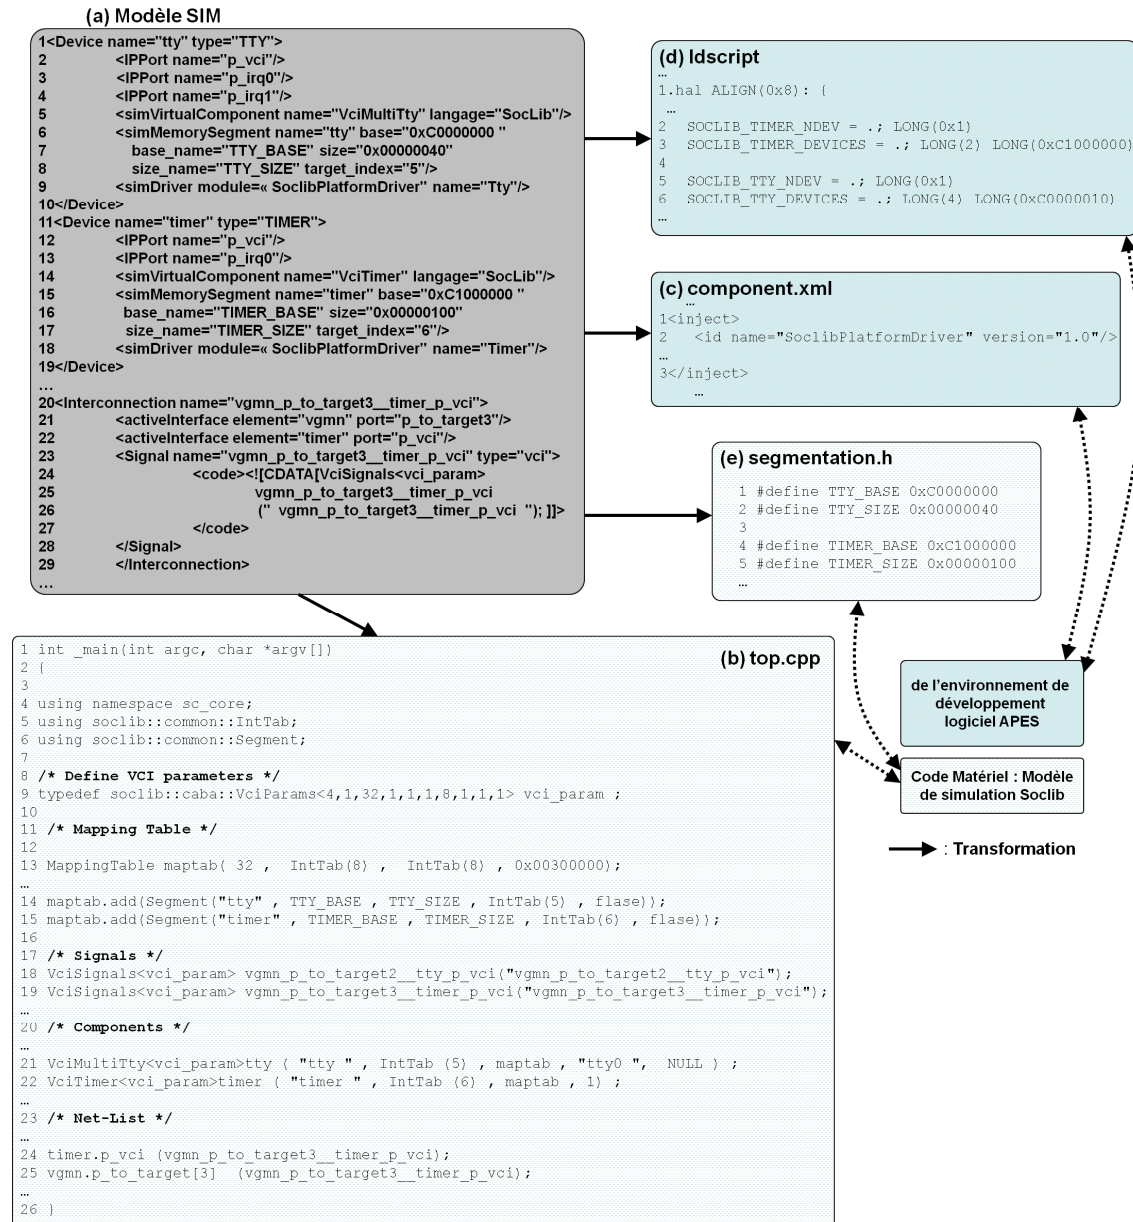 (a) Modèle SIM
1<Device name="tty" type="TTY">
2 <IPPort name="p_vci"/>
3 <IPPort name="p_irq0"/>
4 <IPPort name="p_irq1"/>
5 <simVirtualComponent name="VciMultiTty" langage="SocLib"/>
6 <simMemorySegment name="tty" base="0xC0000000 "
7 base_name="TTY_BASE" size="0x00000040"
8 size_name="TTY_SIZE" target_index="5"/>
9 <simDriver module=« SoclibPlatformDriver" name="Tty"/>
10</Device>
11<Device name="timer" type="TIMER">
12 <IPPort name="p_vci"/>
13 <IPPort name="p_irq0"/>
14 <simVirtualComponent name="VciTimer" langage="SocLib"/>
15 <simMemorySegment name="timer" base="0xC1000000 "
16 base_name="TIMER_BASE" size="0x00000100"
17 size_name="TIMER_SIZE" target_index="6"/>
18 <simDriver module=« SoclibPlatformDriver" name="Timer"/>
19</Device>
...
20<Interconnection name="vgmn_p_to_target3__timer_p_vci">
21 <activeInterface element="vgmn" port="p_to_target3"/>
22 <activeInterface element="timer" port="p_vci"/>
23 <Signal name="vgmn_p_to_target3__timer_p_vci" type="vci">
24 <code><![CDATA[VciSignals<vci_param>
25 vgmn_p_to_target3__timer_p_vci
26 (" vgmn_p_to_target3__timer_p_vci "); ]]>
27 </code>
28 </Signal>
29 </Interconnection>
...
(d) ldscript
...
1.hal ALIGN(0x8): {
...
2 SOCLIB_TIMER_NDEV = .; LONG(0x1)
3 SOCLIB_TIMER_DEVICES = .; LONG(2) LONG(0xC1000000)
4
5 SOCLIB_TTY_NDEV = .; LONG(0x1)
6 SOCLIB_TTY_DEVICES = .; LONG(4) LONG(0xC0000010)
...
(c) component.xml
...
1<inject>
2 <id name="SoclibPlatformDriver" version="1.0"/>
...
3</inject>
...
(e) segmentation.h
1 #define TTY_BASE 0xC0000000
2 #define TTY_SIZE 0x00000040
3
4 #define TIMER_BASE 0xC1000000
5 #define TIMER_SIZE 0x00000100
...
(b) top.cpp
1 int _main(int argc, char *argv[])
2 {
3
4 using namespace sc_core;
5 using soclib::common::IntTab;
6 using soclib::common::Segment;
7
8 /* Define VCI parameters */
9 typedef soclib::caba::VciParams<4,1,32,1,1,1,8,1,1,1> vci_param ;
10
11 /* Mapping Table */
12
13 MappingTable maptab( 32 , IntTab(8) , IntTab(8) , 0x00300000);
...
14 maptab.add(Segment("tty" , TTY_BASE , TTY_SIZE , IntTab(5) , flase));
15 maptab.add(Segment("timer" , TIMER_BASE , TIMER_SIZE , IntTab(6) , flase));
16
17 /* Signals */
18 VciSignals<vci_param> vgmn_p_to_target2__tty_p_vci("vgmn_p_to_target2__tty_p_vci");
19 VciSignals<vci_param> vgmn_p_to_target3__timer_p_vci("vgmn_p_to_target3__timer_p_vci");
...
20 /* Components */
...
21 VciMultiTty<vci_param>tty ( "tty " , IntTab (5) , maptab , "tty0 ", NULL ) ;
22 VciTimer<vci_param>timer ( "timer " , IntTab (6) , maptab , 1) ;
...
23 /* Net-List */
...
24 timer.p_vci (vgmn_p_to_target3__timer_p_vci);
25 vgmn.p_to_target[3] (vgmn_p_to_target3__timer_p_vci);
...
26 }
de l'environnement de
développement
logiciel APES
Code Matériel : Modèle
de simulation Soclib
: Transformation